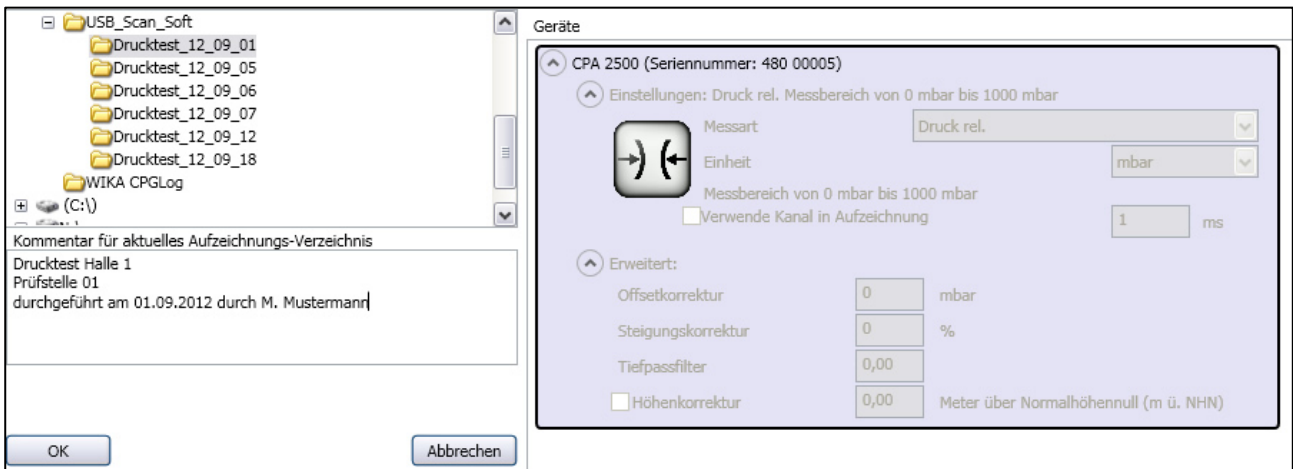 USB_Scan_Soft
Drucktest_12_09_01
Drucktest_12_09_05
Drucktest_12_09_06
Drucktest_12_09_07
Drucktest_12_09_12
Drucktest_12_09_18
WIKA CPGLog
(C:\)
Kommentar für aktuelles Aufzeichnungs-Verzeichnis
Drucktest Halle 1
Prüfstelle 01
durchgeführt am 01.09.2012 durch M. Mustermann
OK
Abbrechen
Geräte
CPA 2500 (Seriennummer: 480 00005)
Einstellungen: Druck rel. Messbereich von 0 mbar bis 1000 mbar
Messart Druck rel.
Einheit mbar
Messbereich von 0 mbar bis 1000 mbar
Verwende Kanal in Aufzeichnung 1 ms
Erweitert:
Offsetkorrektur 0 mbar
Steigungskorrektur 0 %
Tiefpassfilter 0,00
Höhenkorrektur 0,00 Meter über Normalhöhennull (m ü. NHN)